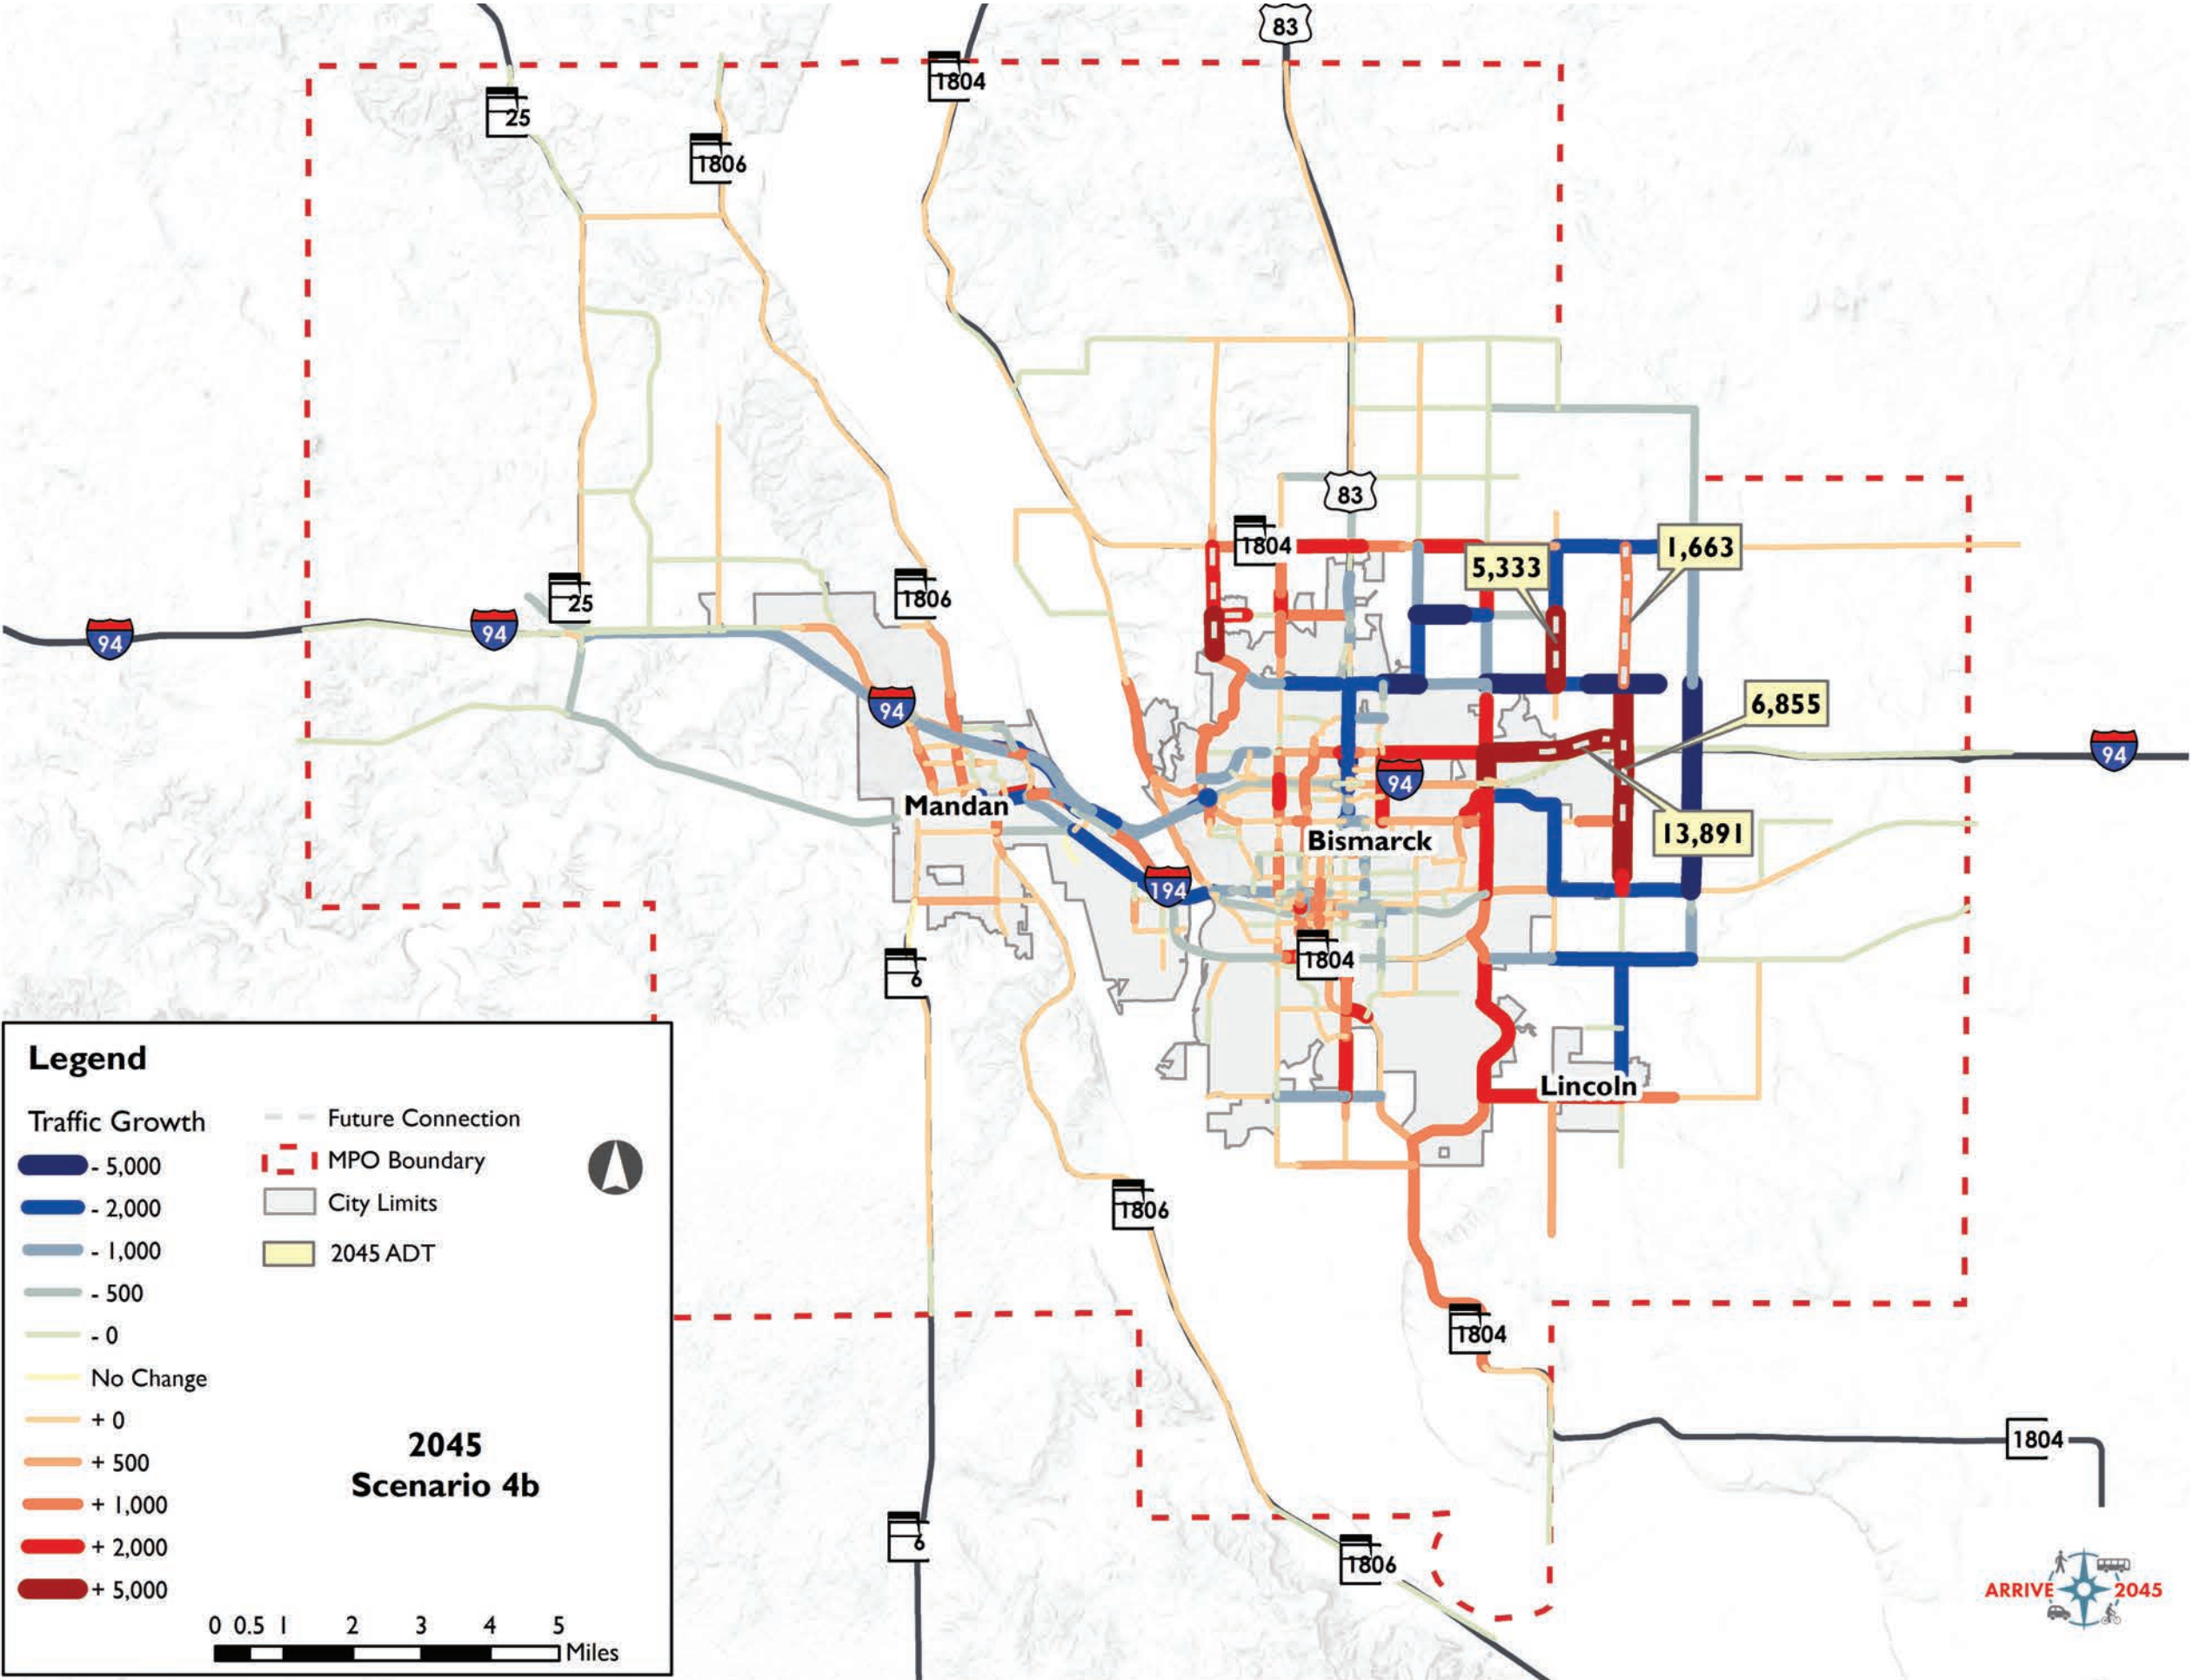 83
1804
25
1806
83
1804
1,663
5,333
25
1806
94
94
94
6,855
94
94
Mandan
Bismarck
13,891
194
1804
6
Lincoln
1806
1804
1804
6
1806
Legend
Traffic Growth
- 5,000
- 2,000
- 1,000
- 500
- 0
No Change
+ 0
+ 500
+ 1,000
+ 2,000
+ 5,000
Future Connection
MPO Boundary
City Limits
2045 ADT
2045
Scenario 4b
0 0.5 1 2 3 4 5
Miles
ARRIVE 2045